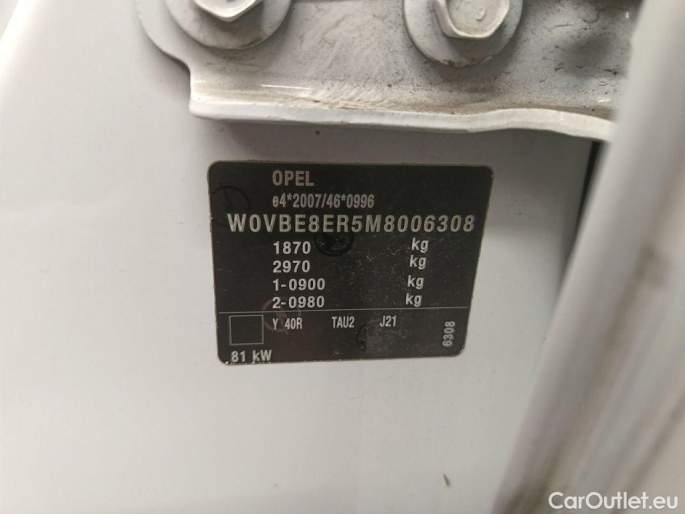 OPEL
e4*2007/46*0996
W0VBE8ER5M8006308
1870 kg
2970 kg
1-0900 kg
2-0980 kg
Y 40R TAU2 J21
6308
81 kW
CarOutlet.eu